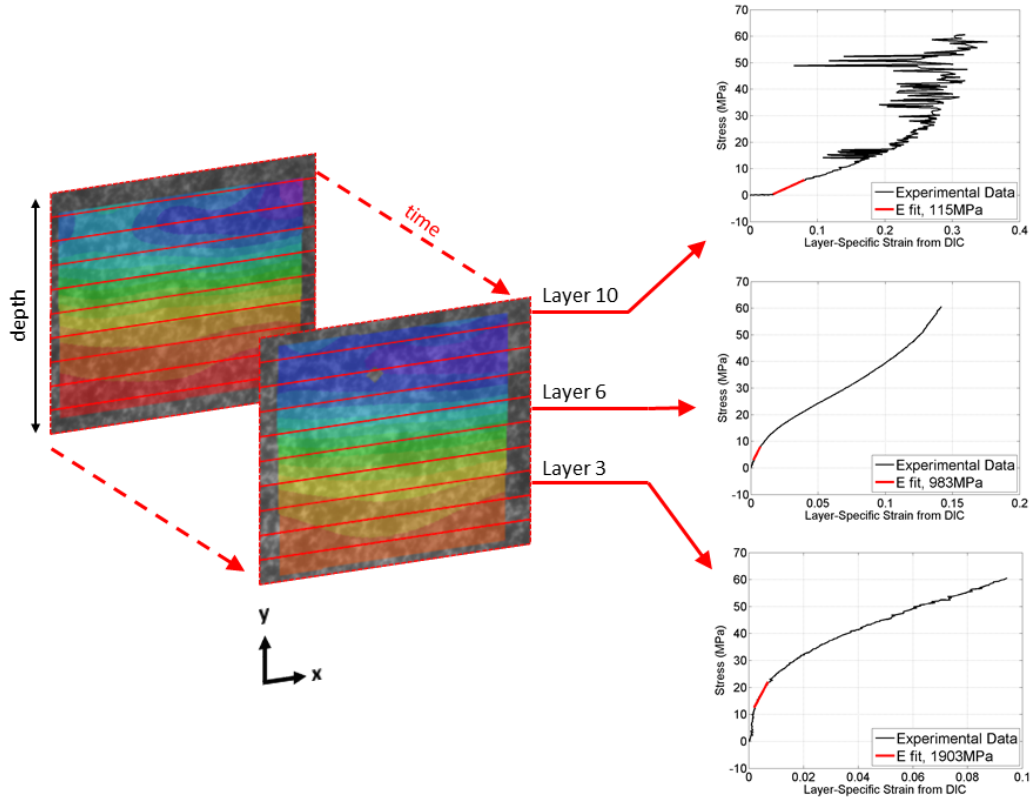 depth
time
Layer 10
Layer 6
Layer 3
y
x
70
60
50
40
30
20
10
0
-10
Stress (MPa)
Experimental Data
E fit, 115MPa
0
0.1
0.2
0.3
0.4
Layer-Specific Strain from DIC
70
60
50
40
30
20
10
0
-10
Stress (MPa)
Experimental Data
E fit, 983MPa
0
0.05
0.1
0.15
0.2
Layer-Specific Strain from DIC
70
60
50
40
30
20
10
0
-10
Stress (MPa)
Experimental Data
E fit, 1903MPa
0
0.02
0.04
0.06
0.08
0.1
Layer-Specific Strain from DIC